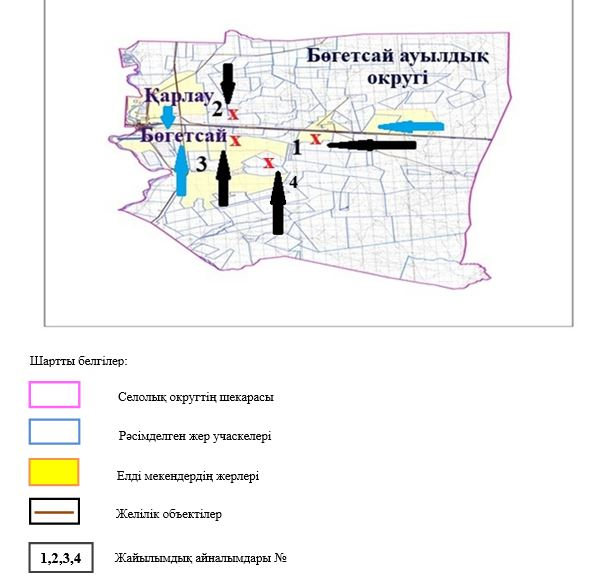 Бөгетсай ауылдық
округі
Қарлау
2 х
Бөгетсай х
х
1
3
х
4
Шартты белгілер:
Селолық округтің шекарасы
Рәсімделген жер учаскелері
Елді мекендердің жерлері
Желілік объектілер
1,2,3,4 Жайылымдық айналымдары №